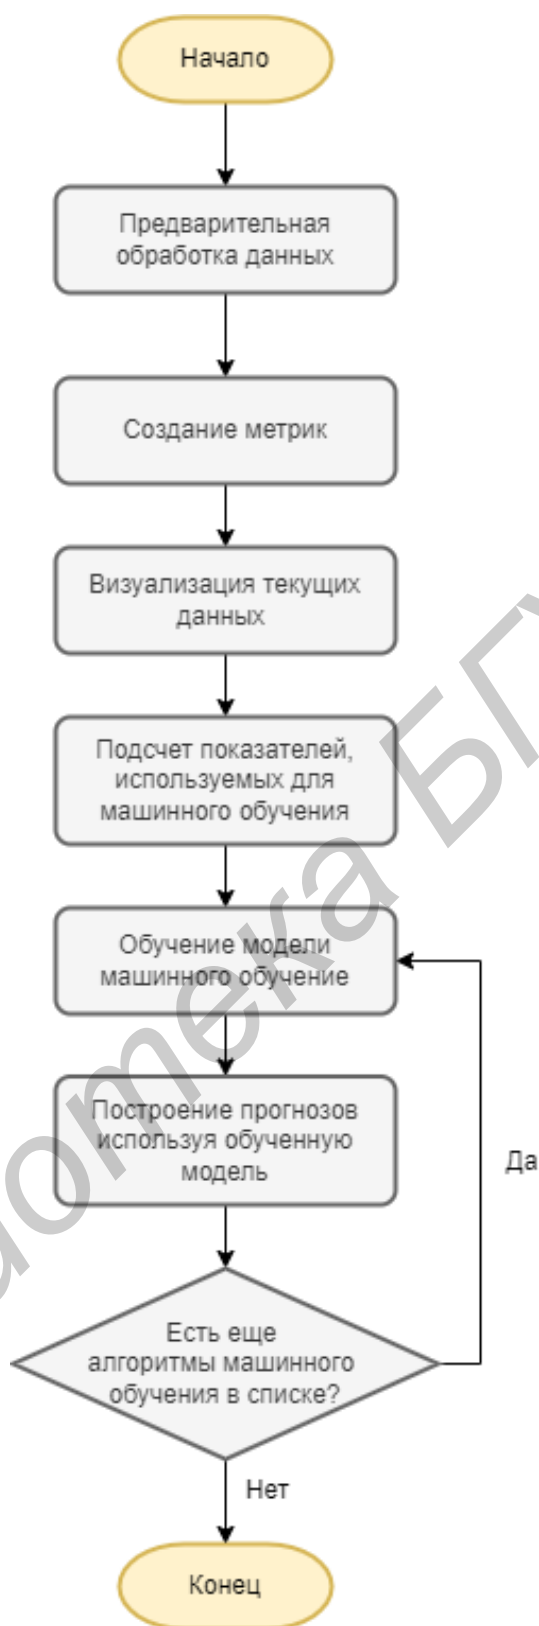 Начало
Предварительная
обработка данных
Создание метрик
Визуализация текущих
данных
Подсчет показателей,
используемых для
машинного обучения
Обучение модели
машинного обучение
Построение прогнозов
используя обученную
модель
Да
Есть еще
алгоритмы машинного
обучения в списке?
Нет
Конец